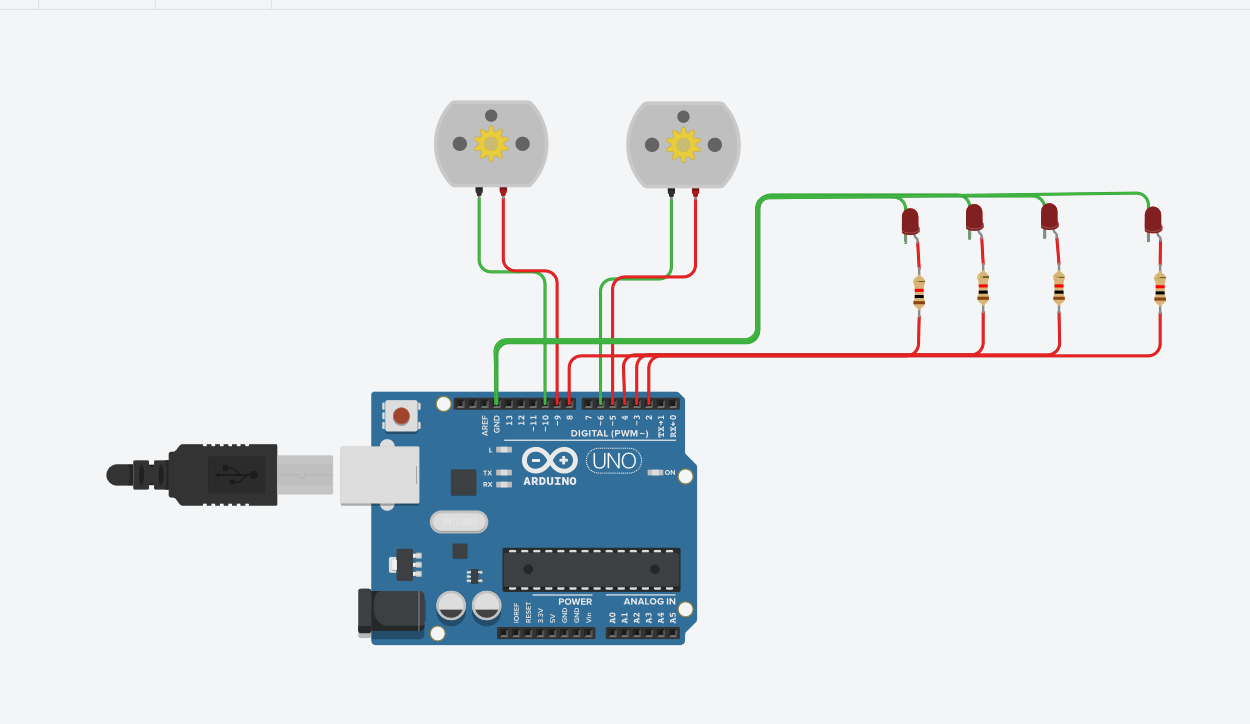 AREF
GND
13
12
~11
~10
~9
8
7
~6
~5
4
~3
2
TX→1
RX←0
DIGITAL (PWM~)
L
TX
RX
UNO
ON
ARDUINO
POWER
ANALOG IN
IOREF
RESET
3.3V
5V
GND
GND
Vin
A0
A1
A2
A3
A4
A5